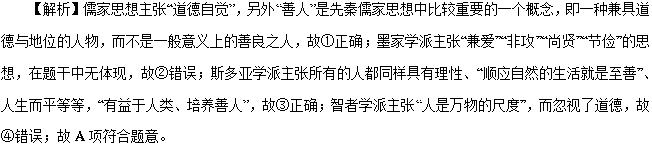 【解析】儒家思想主张“道德自觉”，另外“善人”是先秦儒家思想中比较重要的一个概念，即一种兼具道
德与地位的人物，而不是一般意义上的善良之人，故①正确；墨家学派主张“兼爱”“非攻”“尚贤”“节俭”的思
想，在题干中无体现，故②错误；斯多亚学派主张所有的人都同样具有理性、“顺应自然的生活就是至善”、
人生而平等等，“有益于人类、培养善人”，故③正确；智者学派主张“人是万物的尺度”，而忽视了道德，故
④错误；故 A 项符合题意。